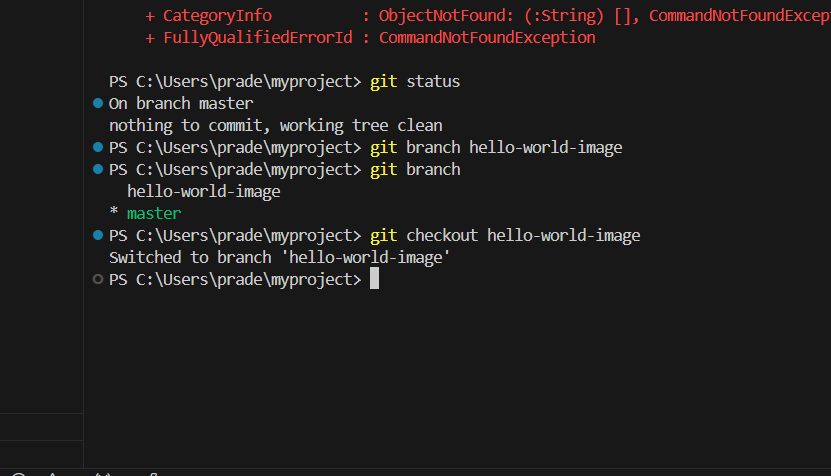 + CategoryInfo          : ObjectNotFound: (:String) [], CommandNotFoundExcep
+ FullyQualifiedErrorId : CommandNotFoundException
PS C:\Users\prade\myproject> git status
On branch master
nothing to commit, working tree clean
PS C:\Users\prade\myproject> git branch hello-world-image
PS C:\Users\prade\myproject> git branch
  hello-world-image
* master
PS C:\Users\prade\myproject> git checkout hello-world-image
Switched to branch 'hello-world-image'
PS C:\Users\prade\myproject>